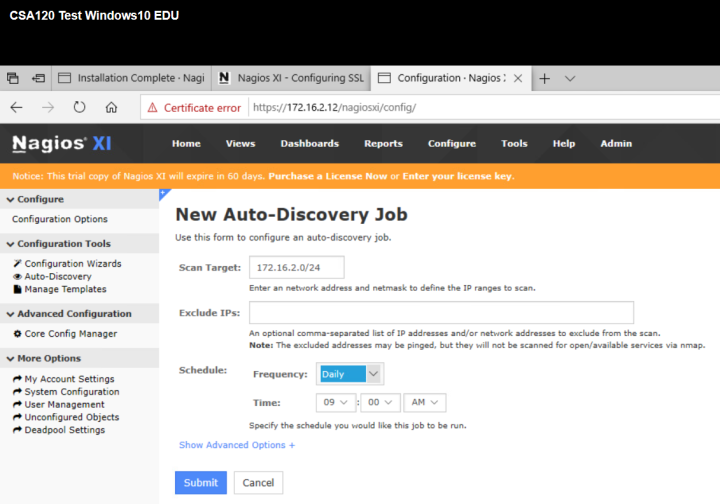 CSA120 Test Windows10 EDU
Installation Complete · Nagi
Nagios XI - Configuring SSL
Configuration · Nagios
Certificate error
https://172.16.2.12/nagiosxi/config/
Nagios® XI
Home Views Dashboards Reports Configure Tools Help Admin
Notice: This trial copy of Nagios XI will expire in 60 days. Purchase a License Now or Enter your license key.
Configure
Configuration Options
Configuration Tools
Configuration Wizards
Auto-Discovery
Manage Templates
Advanced Configuration
Core Config Manager
More Options
My Account Settings
System Configuration
User Management
Unconfigured Objects
Deadpool Settings
New Auto-Discovery Job
Use this form to configure an auto-discovery job.
Scan Target: 172.16.2.0/24
Enter an network address and netmask to define the IP ranges to scan.
Exclude IPs:
An optional comma-separated list of IP addresses and/or network addresses to exclude from the scan.
Note: The excluded addresses may be pinged, but they will not be scanned for open/available services via nmap.
Schedule: Frequency: Daily
Time: 09 : 00 AM
Specify the schedule you would like this job to be run.
Show Advanced Options +
Submit Cancel